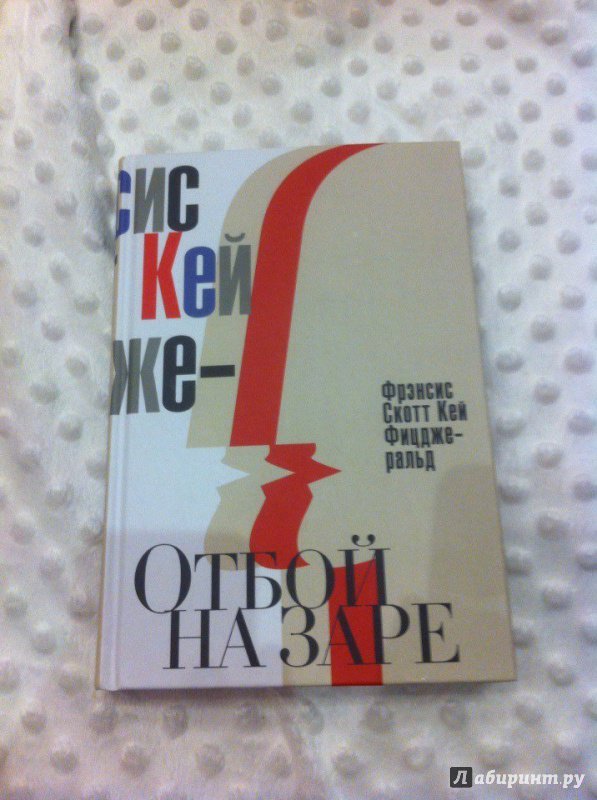 сис
Кей
же–
Фрэнсис
Скотт Кей
Фицдже-
ральд
Отбой
на заре
Лабиринт.ру